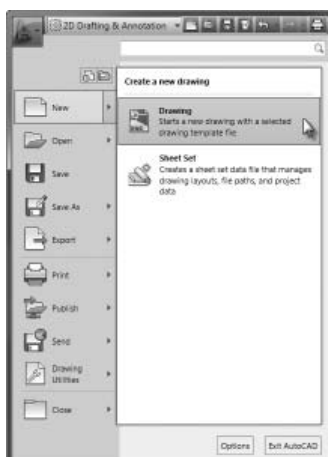 2D Drafting & Annotation
Create a new drawing
New
Drawing
Starts a new drawing with a selected
drawing template file
Open
Sheet Set
Creates a sheet set data file that manages
drawing layouts, file paths, and project
data
Save
Save As
Export
Print
Publish
Send
Drawing
Utilities
Close
Options
Exit AutoCAD